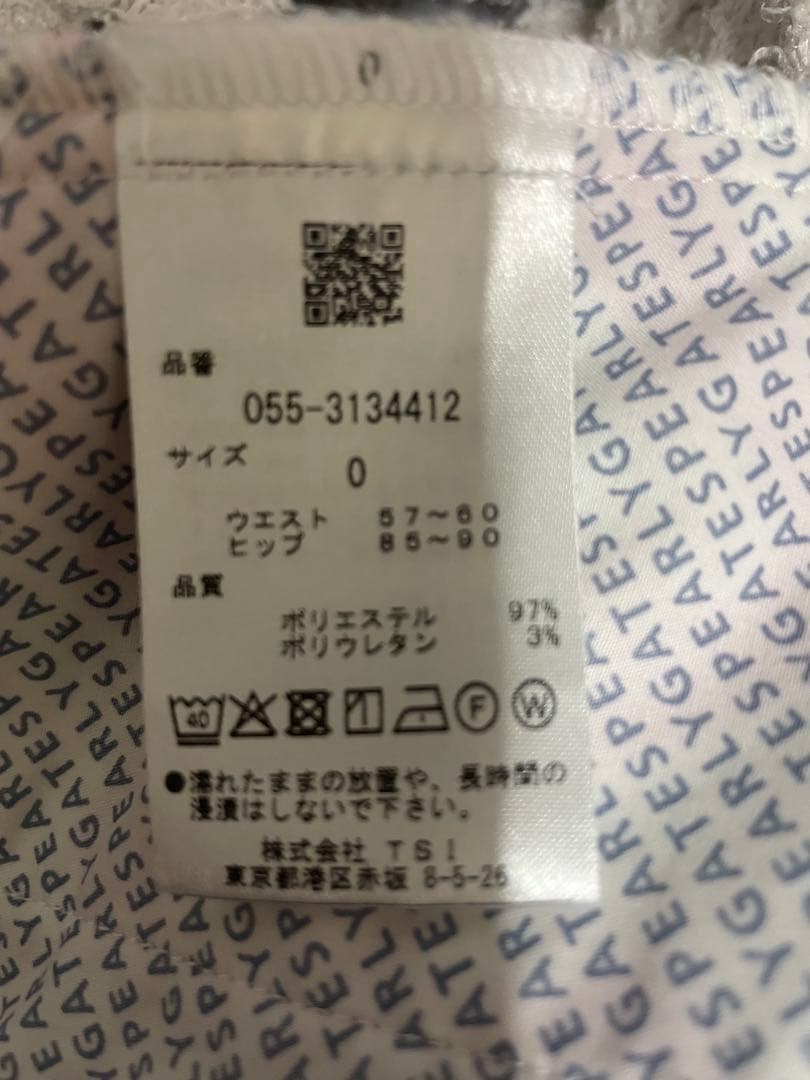 0
品番
055-3134412
サイズ
0
ウエスト 57～60
ヒップ 85～90
品質
ポリエステル 97%
ポリウレタン 3%
40
F W
●濡れたままの放置や、長時間の
浸漬はしないで下さい。
株式会社 TSI
東京都港区赤坂 8-5-26
PEARLYGATES